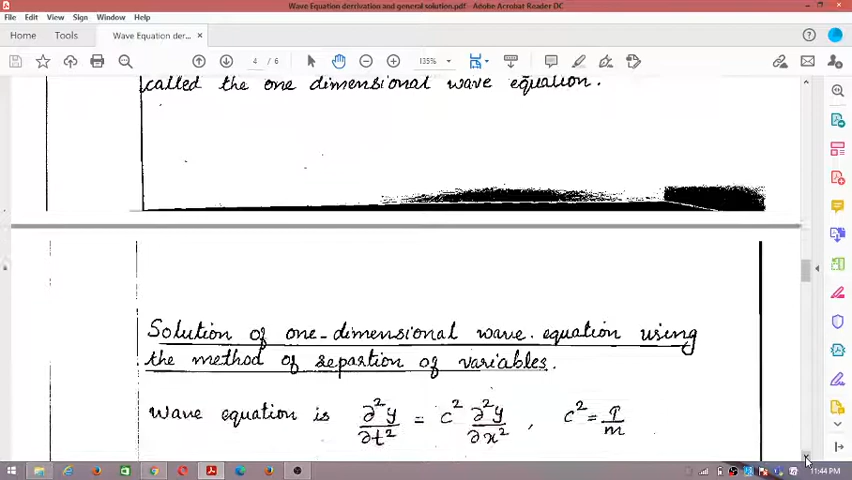 Wave Equation derrivation and general solution.pdf - Adobe Acrobat Reader DC
File Edit View Sign Window Help
Home Tools Wave Equation der... ×
4 / 6 135%
called the one dimensional wave equation.
Solution of one-dimensional wave equation using
the method of separtion of variables.
Wave equation is ∂²y/∂t² = c² ∂²y/∂x² , c² = T/m
11:44 PM